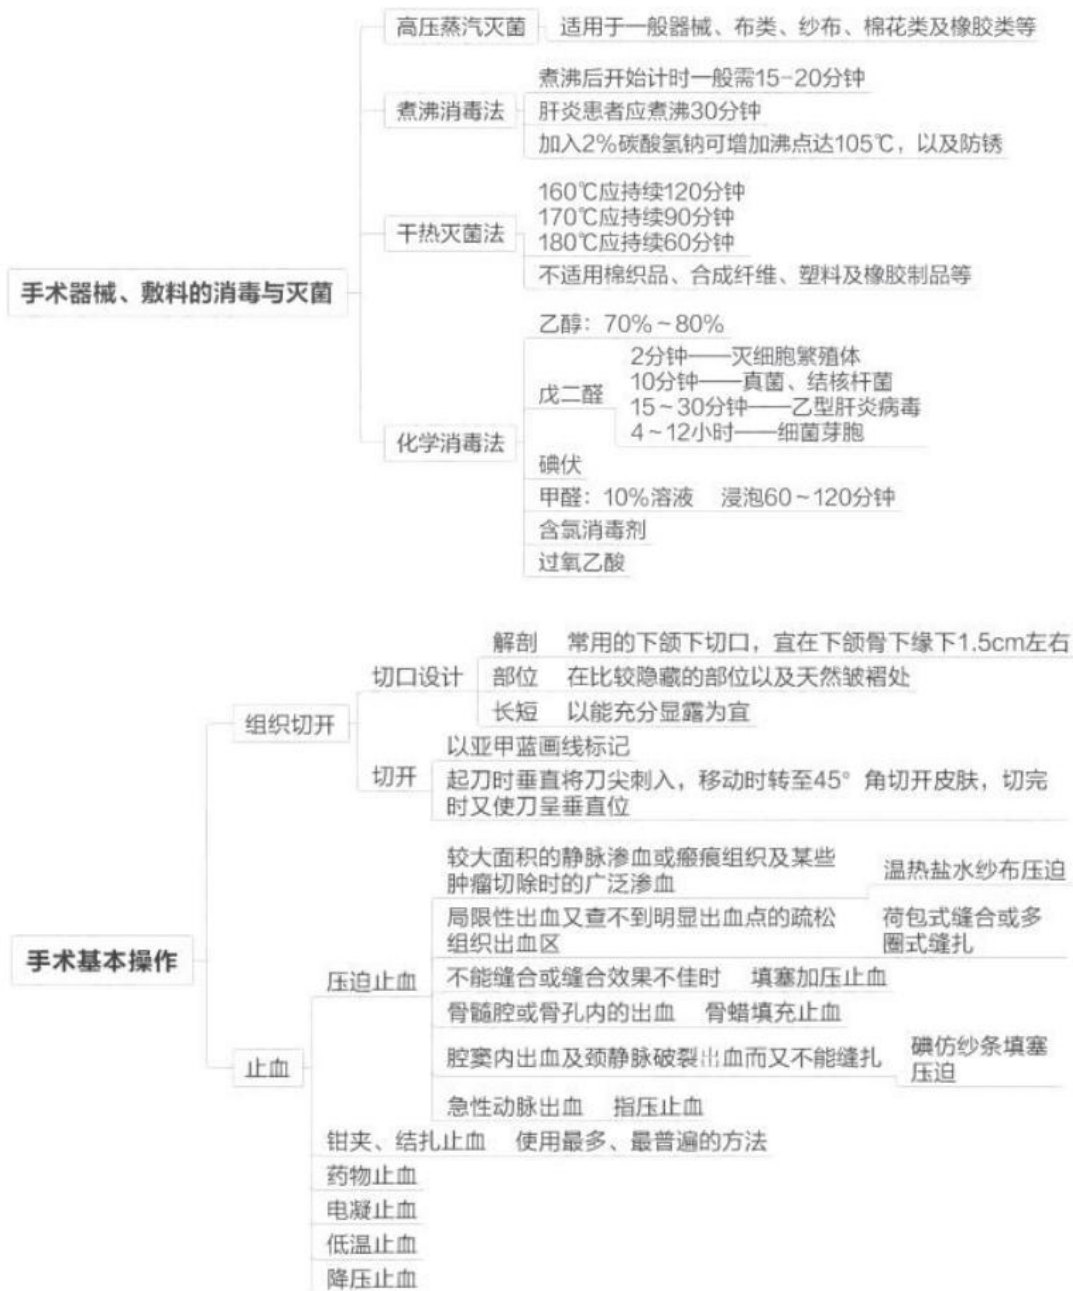 高压蒸汽灭菌 适用于一般器械、布类、纱布、棉花类及橡胶类等
煮沸后开始计时一般需15-20分钟
煮沸消毒法 肝炎患者应煮沸30分钟
加入2%碳酸氢钠可增加沸点达105℃，以及防锈
160℃应持续120分钟
170℃应持续90分钟
干热灭菌法
180℃应持续60分钟
不适用棉织品、合成纤维、塑料及橡胶制品等
手术器械、敷料的消毒与灭菌
乙醇：70%～80%
2分钟——灭细胞繁殖体
10分钟——真菌、结核杆菌
戊二醛
15～30分钟——乙型肝炎病毒
4～12小时——细菌芽胞
化学消毒法
碘伏
甲醛：10%溶液 浸泡60～120分钟
含氯消毒剂
过氧乙酸
解剖 常用的下颌下切口，宜在下颌骨下缘下1.5cm左右
切口设计 部位 在比较隐藏的部位以及天然皱褶处
长短 以能充分显露为宜
组织切开
以亚甲蓝画线标记
切开
起刀时垂直将刀尖刺入，移动时转至45° 角切开皮肤，切完
时又使刀呈垂直位
较大面积的静脉渗血或瘢痕组织及某些
肿瘤切除时的广泛渗血
温热盐水纱布压迫
局限性出血又查不到明显出血点的疏松
组织出血区
荷包式缝合或多
圈式缝扎
手术基本操作
压迫止血
不能缝合或缝合效果不佳时 填塞加压止血
骨髓腔或骨孔内的出血 骨蜡填充止血
腔窦内出血及颈静脉破裂出血而又不能缝扎
碘仿纱条填塞
压迫
止血
急性动脉出血 指压止血
钳夹、结扎止血 使用最多、最普遍的方法
药物止血
电凝止血
低温止血
降压止血